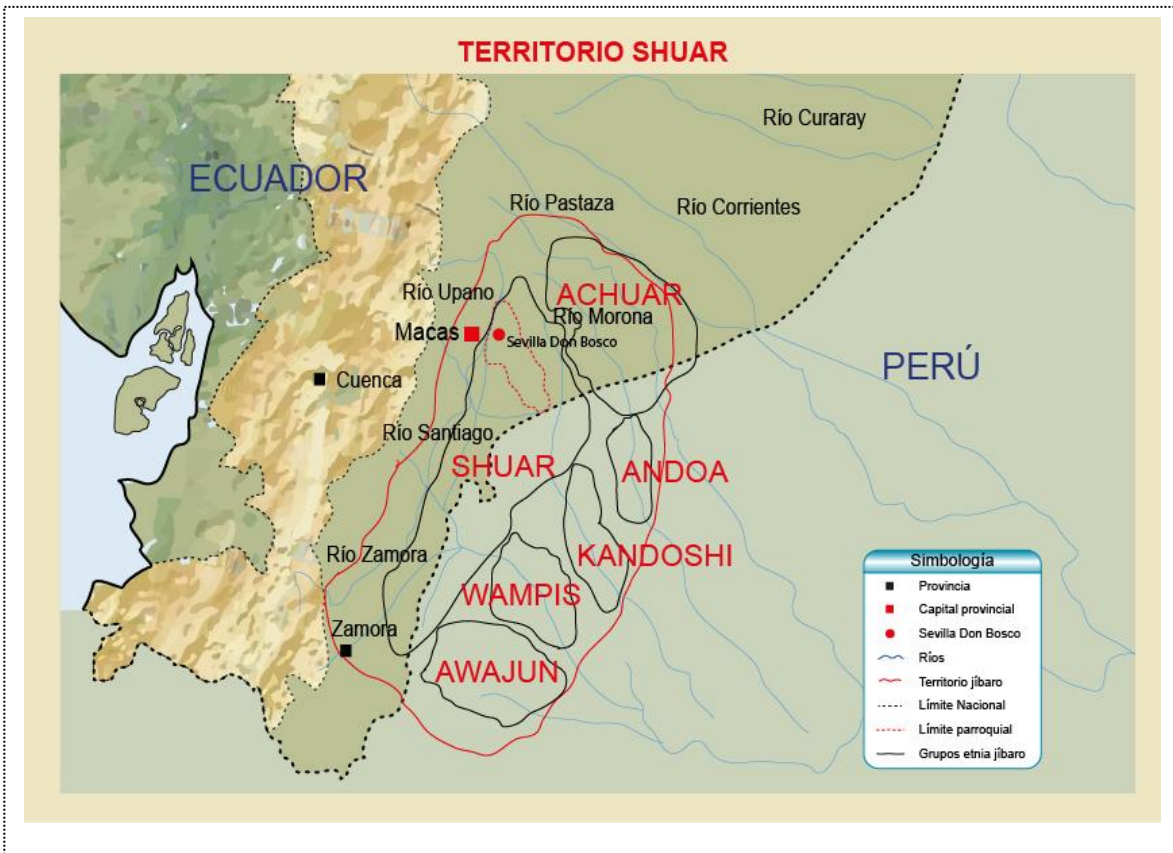 TERRITORIO SHUAR
Río Curaray
ECUADOR
Río Pastaza
Río Corrientes
Río Upano
ACHUAR
Río Morona
Macas
Sevilla Don Bosco
PERÚ
Cuenca
Río Santiago
SHUAR
ANDOA
KANDOSHI
Río Zamora
WAMPIS
Zamora
AWAJUN
Simbología
Provincia
Capital provincial
Sevilla Don Bosco
Ríos
Territorio jíbaro
Límite Nacional
Límite parroquial
Grupos etnia jíbaro